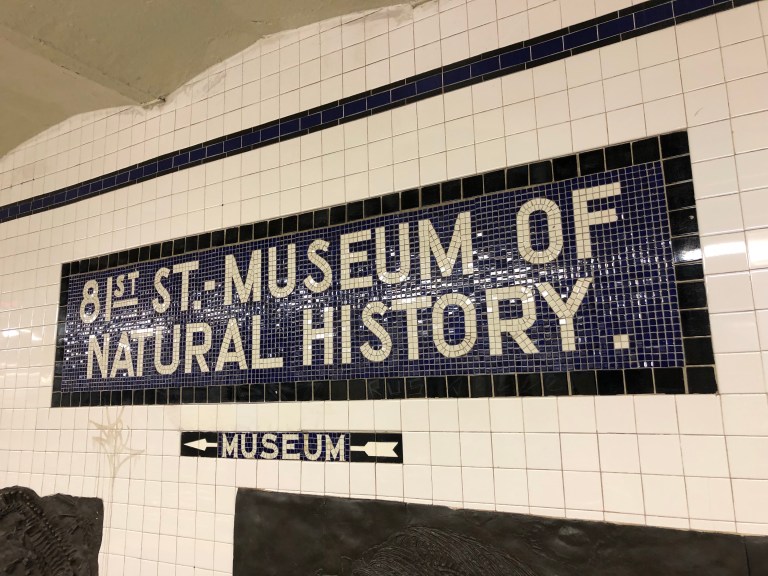 81ST ST.-MUSEUM OF
NATURAL HISTORY.
MUSEUM